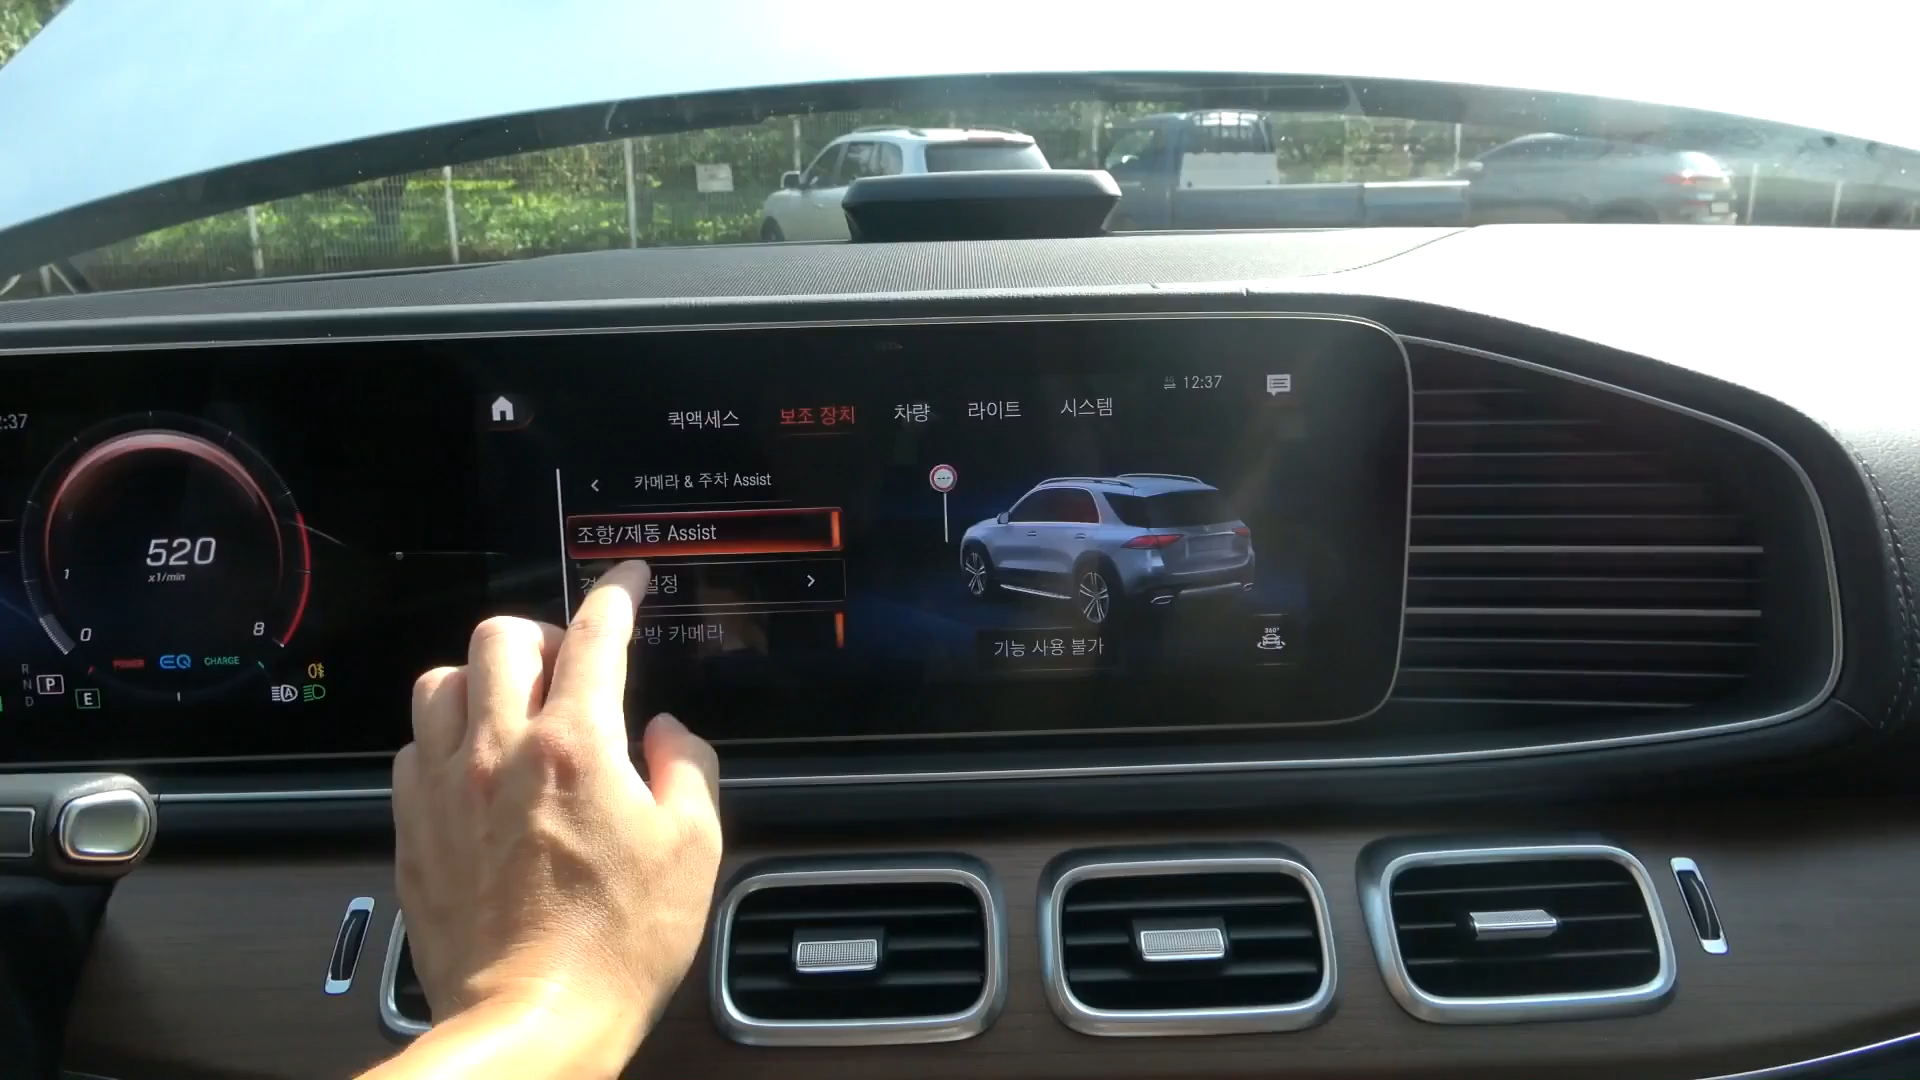 :37
520
x1/min
1
0
8
POWER
EQ
CHARGE
R
N
D
P
E
A
12:37
퀵액세스 보조 장치 차량 라이트 시스템
카메라 & 주차 Assist
조향/제동 Assist
설정
후방 카메라
기능 사용 불가
360°